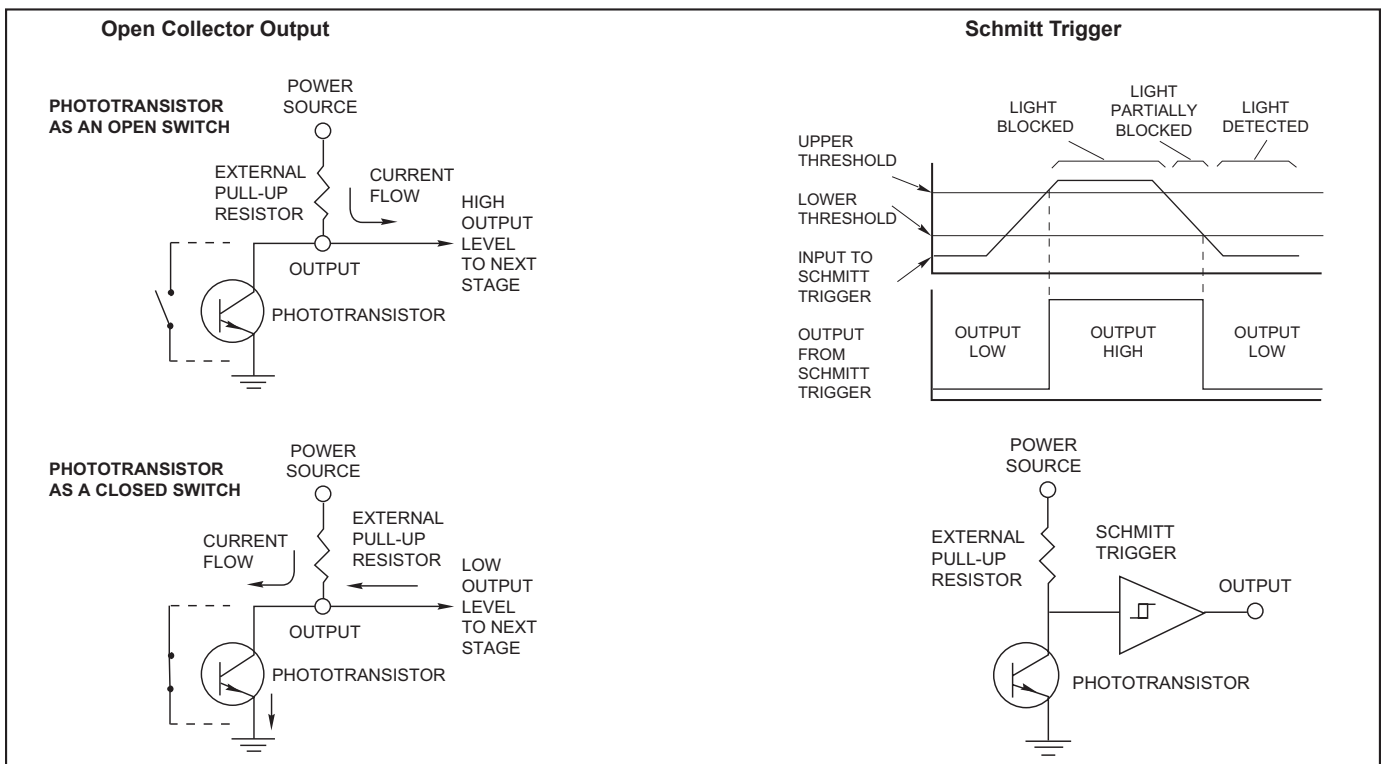 Open Collector Output
PHOTOTRANSISTOR
AS AN OPEN SWITCH
POWER
SOURCE
EXTERNAL
PULL-UP
RESISTOR
CURRENT
FLOW
HIGH
OUTPUT
LEVEL
TO NEXT
STAGE
OUTPUT
PHOTOTRANSISTOR
PHOTOTRANSISTOR
AS A CLOSED SWITCH
POWER
SOURCE
CURRENT
FLOW
EXTERNAL
PULL-UP
RESISTOR
LOW
OUTPUT
LEVEL
TO NEXT
STAGE
OUTPUT
PHOTOTRANSISTOR
Schmitt Trigger
LIGHT
BLOCKED
LIGHT
PARTIALLY
BLOCKED
LIGHT
DETECTED
UPPER
THRESHOLD
LOWER
THRESHOLD
INPUT TO
SCHMITT
TRIGGER
OUTPUT
FROM
SCHMITT
TRIGGER
OUTPUT
LOW
OUTPUT
HIGH
OUTPUT
LOW
POWER
SOURCE
EXTERNAL
PULL-UP
RESISTOR
SCHMITT
TRIGGER
OUTPUT
PHOTOTRANSISTOR